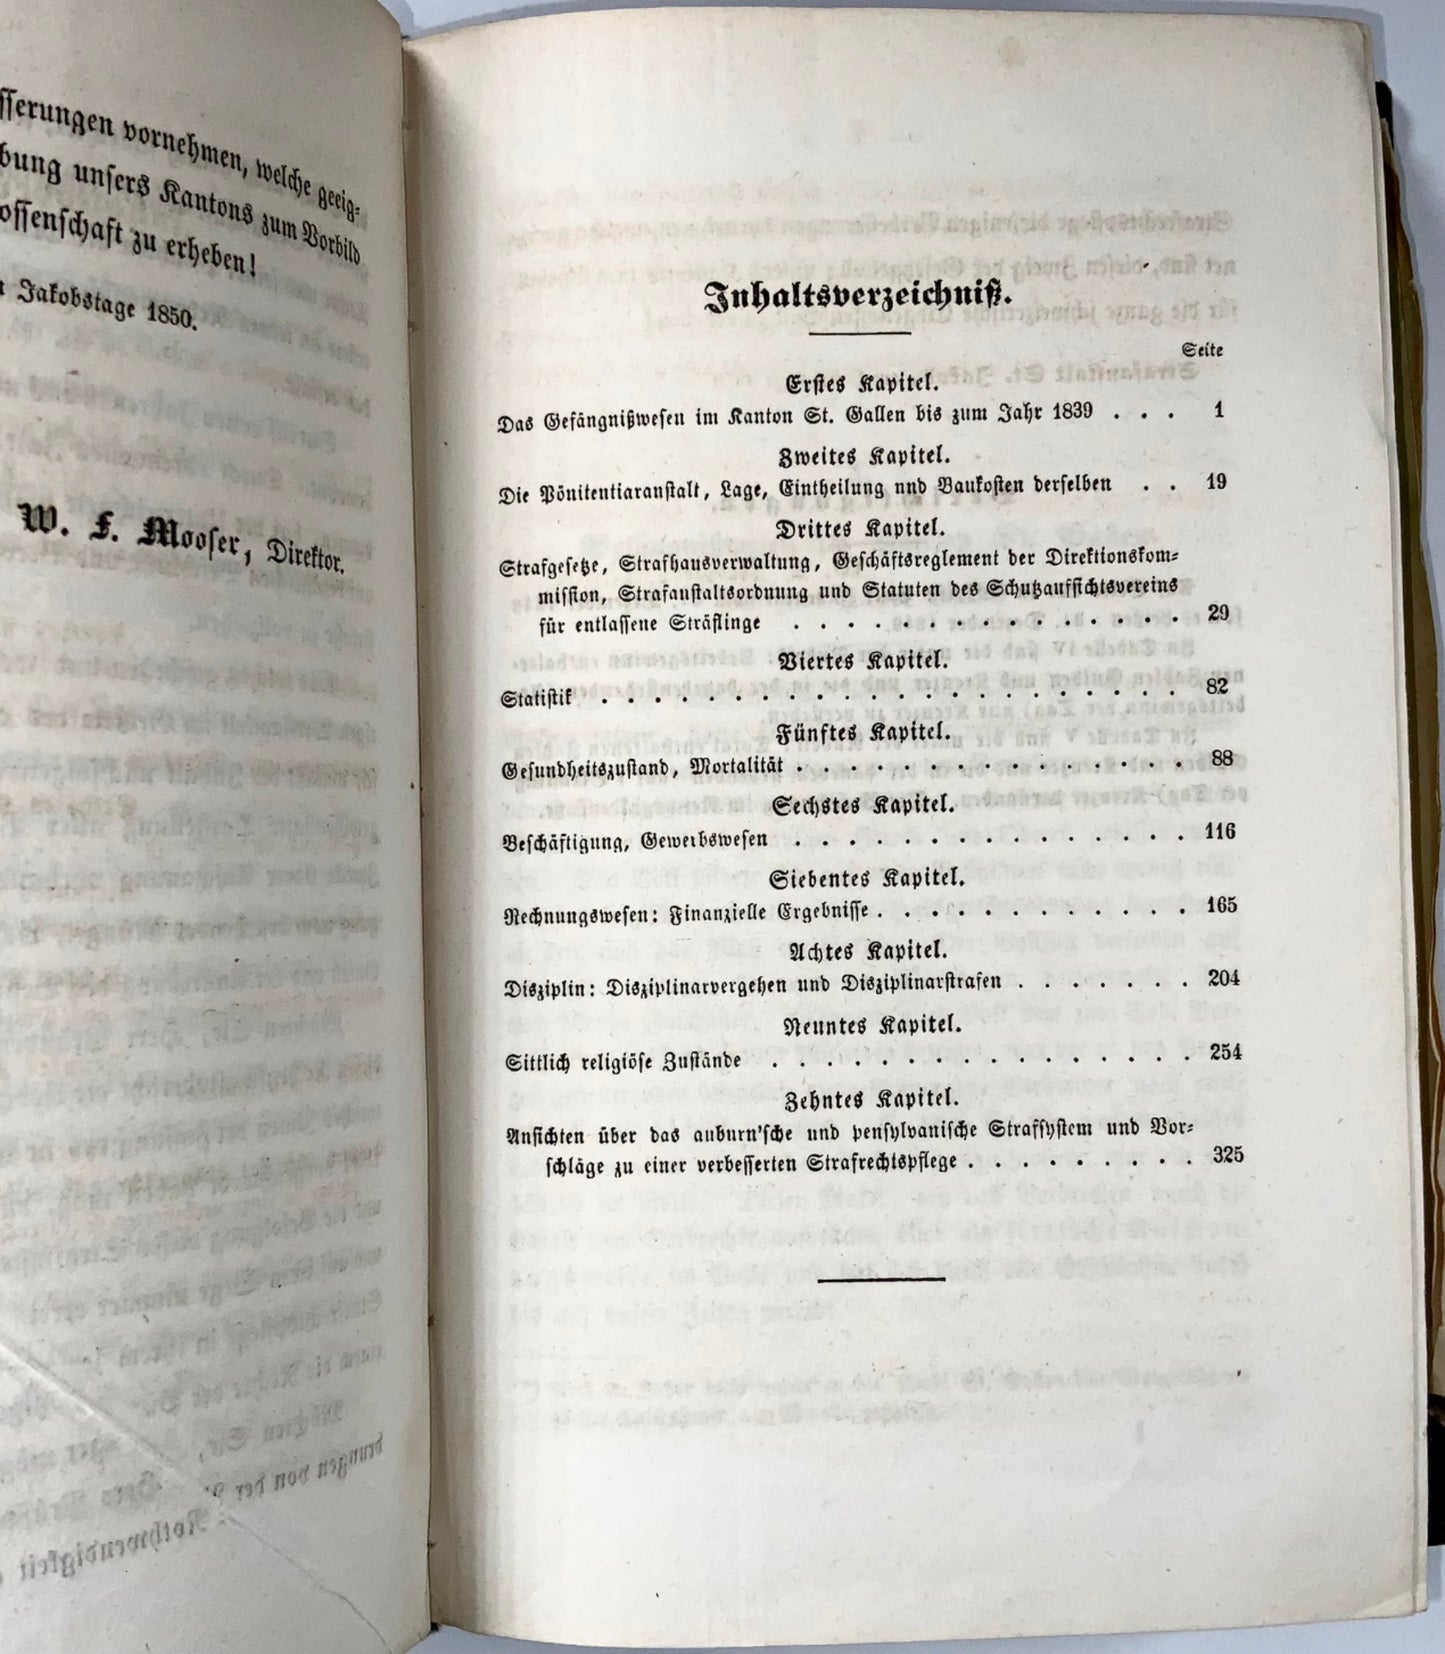 sserungen vornehmen, welche geeig-
bung unsers Kantons zum Vorbild
ossenschaft zu erheben!
Jakobstage 1850.
W. F. Mooser, Direktor.
Inhaltsverzeichniß.
Seite
Erstes Kapitel.
Das Gefängnißwesen im Kanton St. Gallen bis zum Jahr 1839 . . . 1
Zweites Kapitel.
Die Pönitentiaranstalt, Lage, Eintheilung nnd Baukosten derselben . . 19
Drittes Kapitel.
Strafgesetze, Strafhausverwaltung, Geschäftsreglement der Direktionskom-
mission, Strafanstaltsordnung und Statuten des Schutzaufsichtsvereins
für entlassene Sträflinge . . . . . . . . . . . . . . . 29
Viertes Kapitel.
Statistik . . . . . . . . . . . . . . . . . . . . . . 82
Fünftes Kapitel.
Gesundheitszustand, Mortalität . . . . . . . . . . . . . . . 88
Sechstes Kapitel.
Beschäftigung, Gewerbswesen . . . . . . . . . . . . . . . 116
Siebentes Kapitel.
Rechnungswesen: Finanzielle Ergebnisse . . . . . . . . . . . . 165
Achtes Kapitel.
Disziplin: Disziplinarvergehen und Disziplinarstrafen . . . . . . . 204
Neuntes Kapitel.
Sittlich religiöse Zustände . . . . . . . . . . . . . . . . 254
Zehntes Kapitel.
Ansichten über das auburn'sche und pensylvanische Strafsystem und Vor-
schläge zu einer verbesserten Strafrechtspflege . . . . . . . . . 325